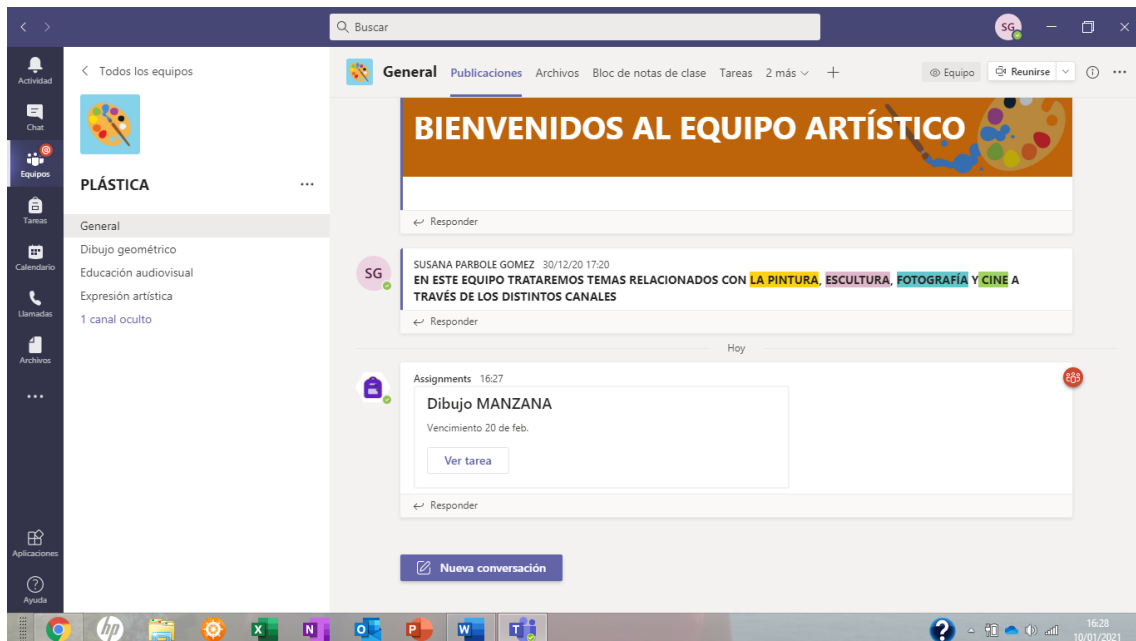 Buscar
SG
Actividad
Chat
Equipos
Tareas
Calendario
Llamadas
Archivos
Aplicaciones
Ayuda
Todos los equipos
PLÁSTICA
General
Dibujo geométrico
Educación audiovisual
Expresión artística
1 canal oculto
General Publicaciones Archivos Bloc de notas de clase Tareas 2 más
Equipo Reunirse
BIENVENIDOS AL EQUIPO ARTÍSTICO
Responder
SG
SUSANA PARBOLE GOMEZ 30/12/20 17:20
EN ESTE EQUIPO TRATAREMOS TEMAS RELACIONADOS CON LA PINTURA, ESCULTURA, FOTOGRAFÍA Y CINE A
TRAVÉS DE LOS DISTINTOS CANALES
Responder
Hoy
Assignments 16:27
Dibujo MANZANA
Vencimiento 20 de feb.
Ver tarea
Responder
Nueva conversación
16:28
10/01/2021